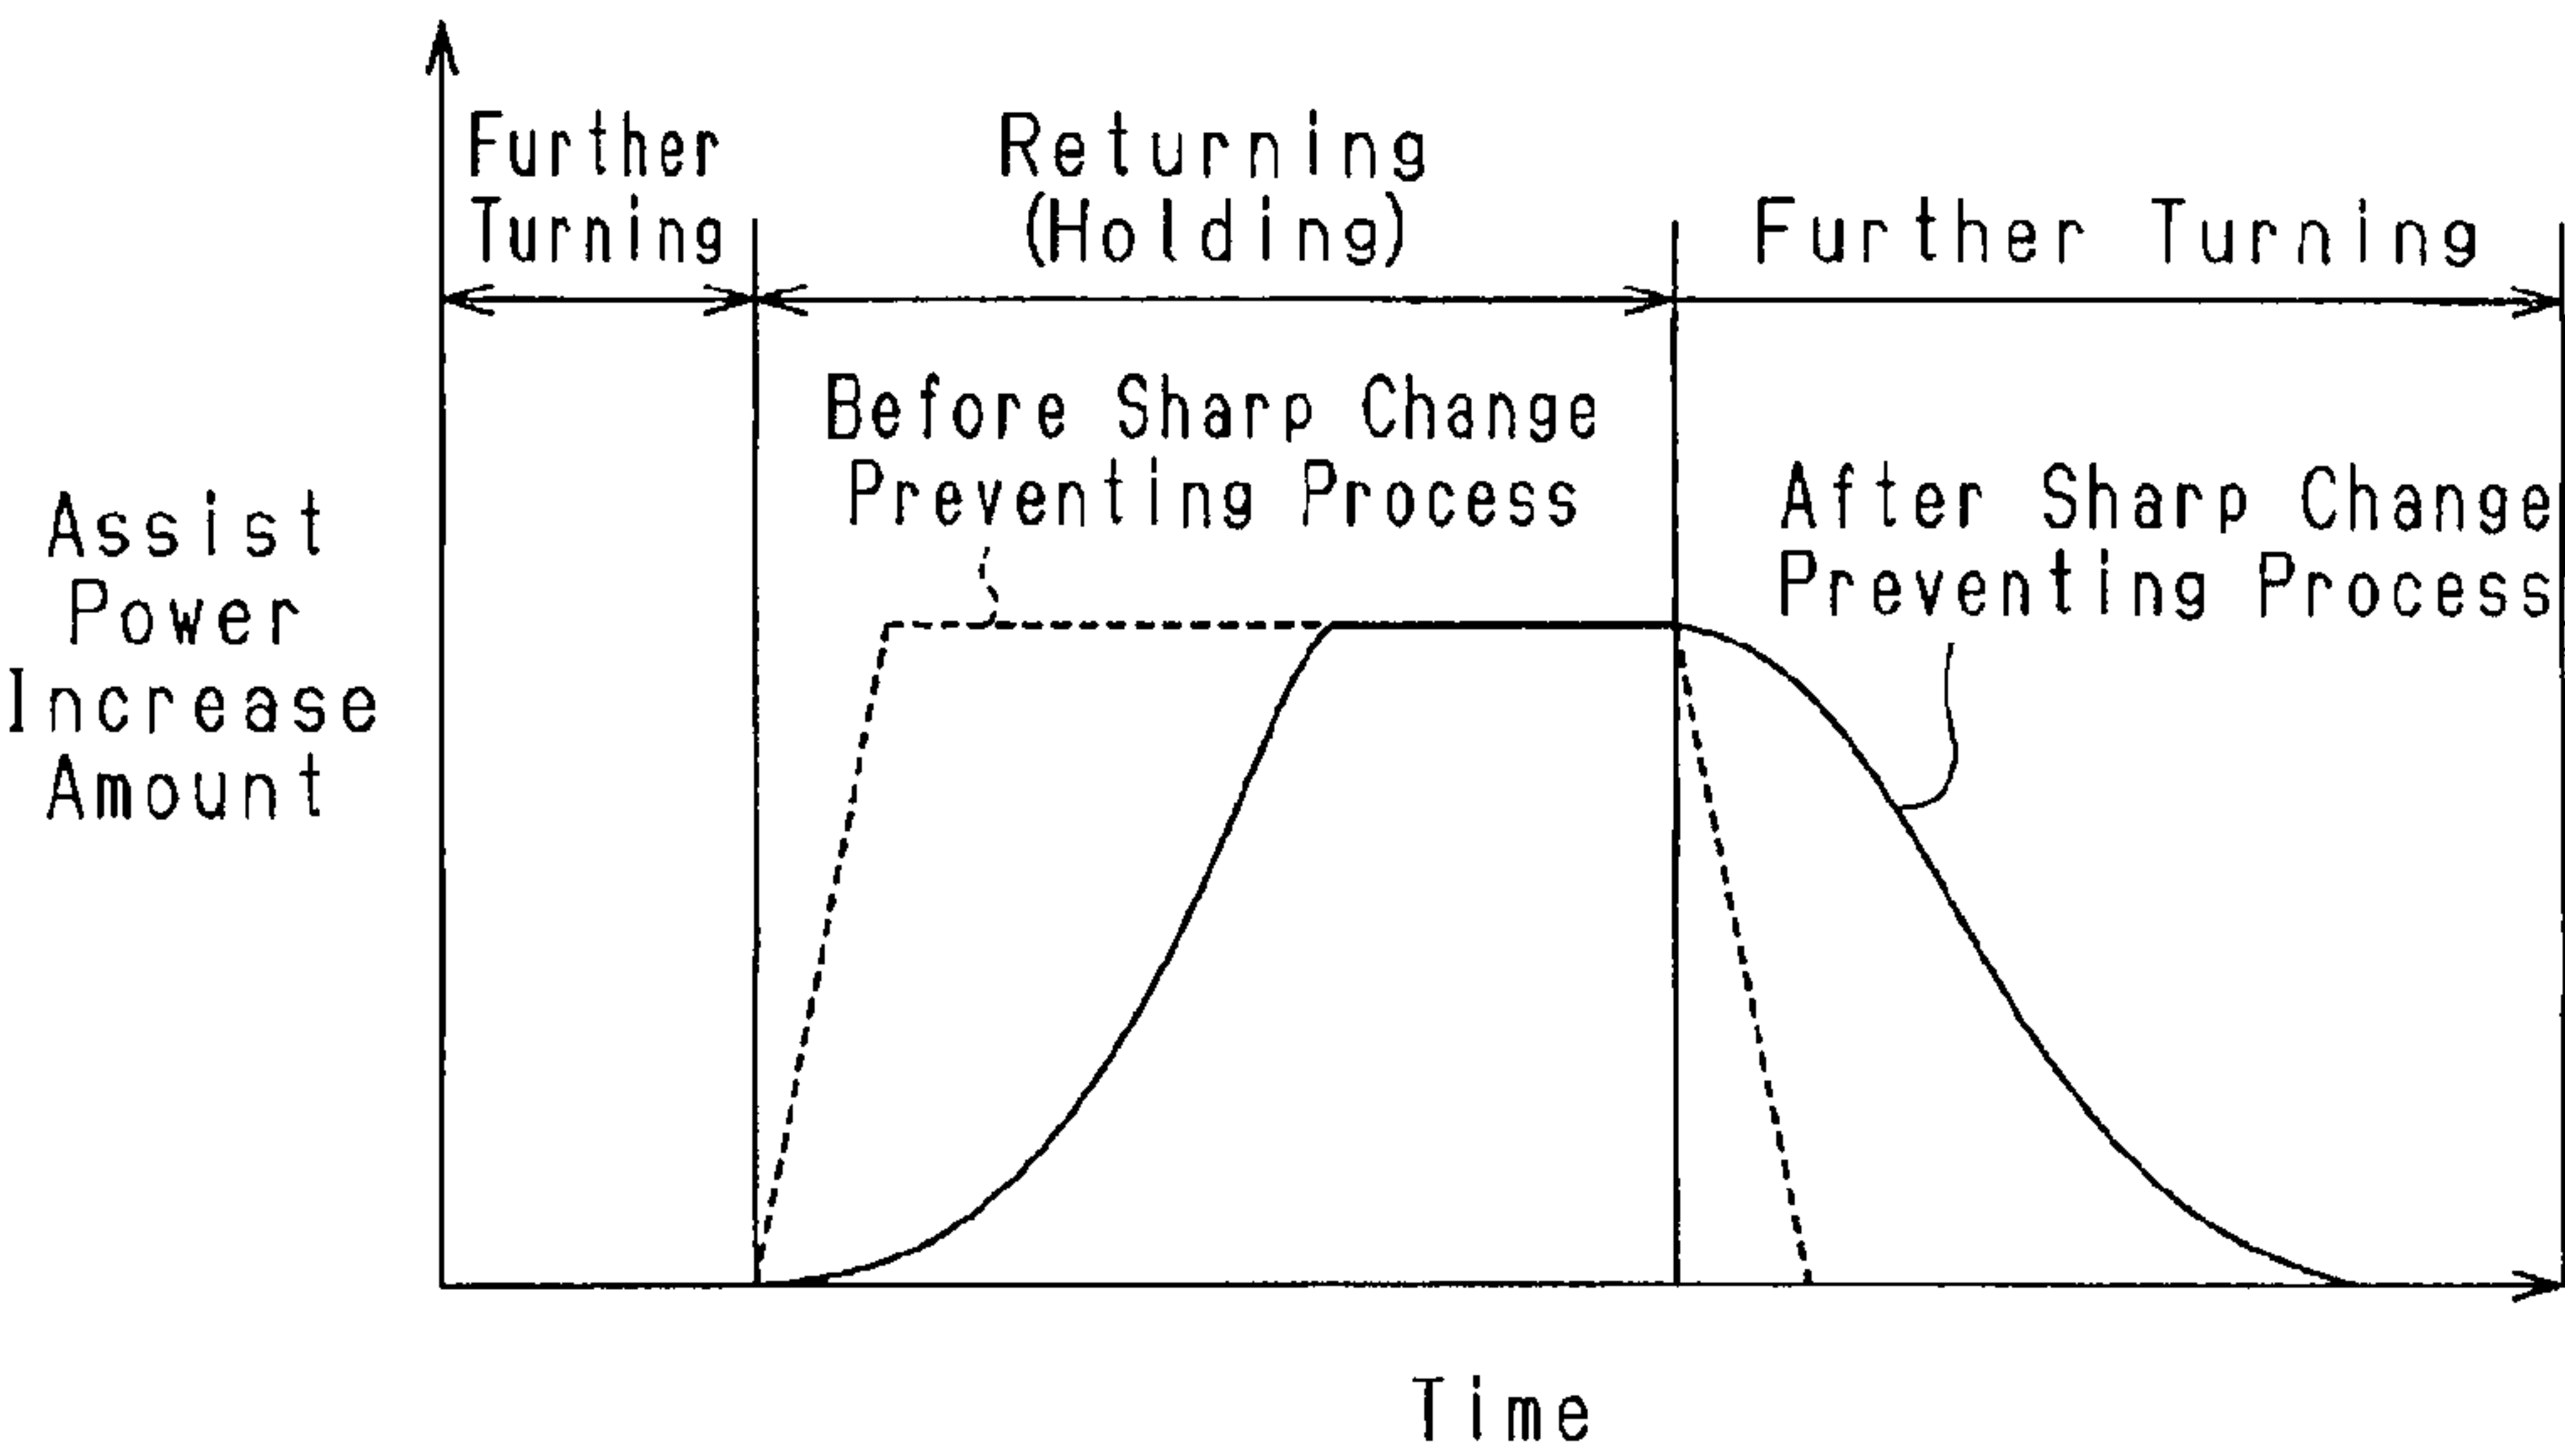 Further
Turning
Returning
(Holding)
Further Turning
Before Sharp Change
Preventing Process
After Sharp Change
Preventing Process
Assist
Power
Increase
Amount
Time